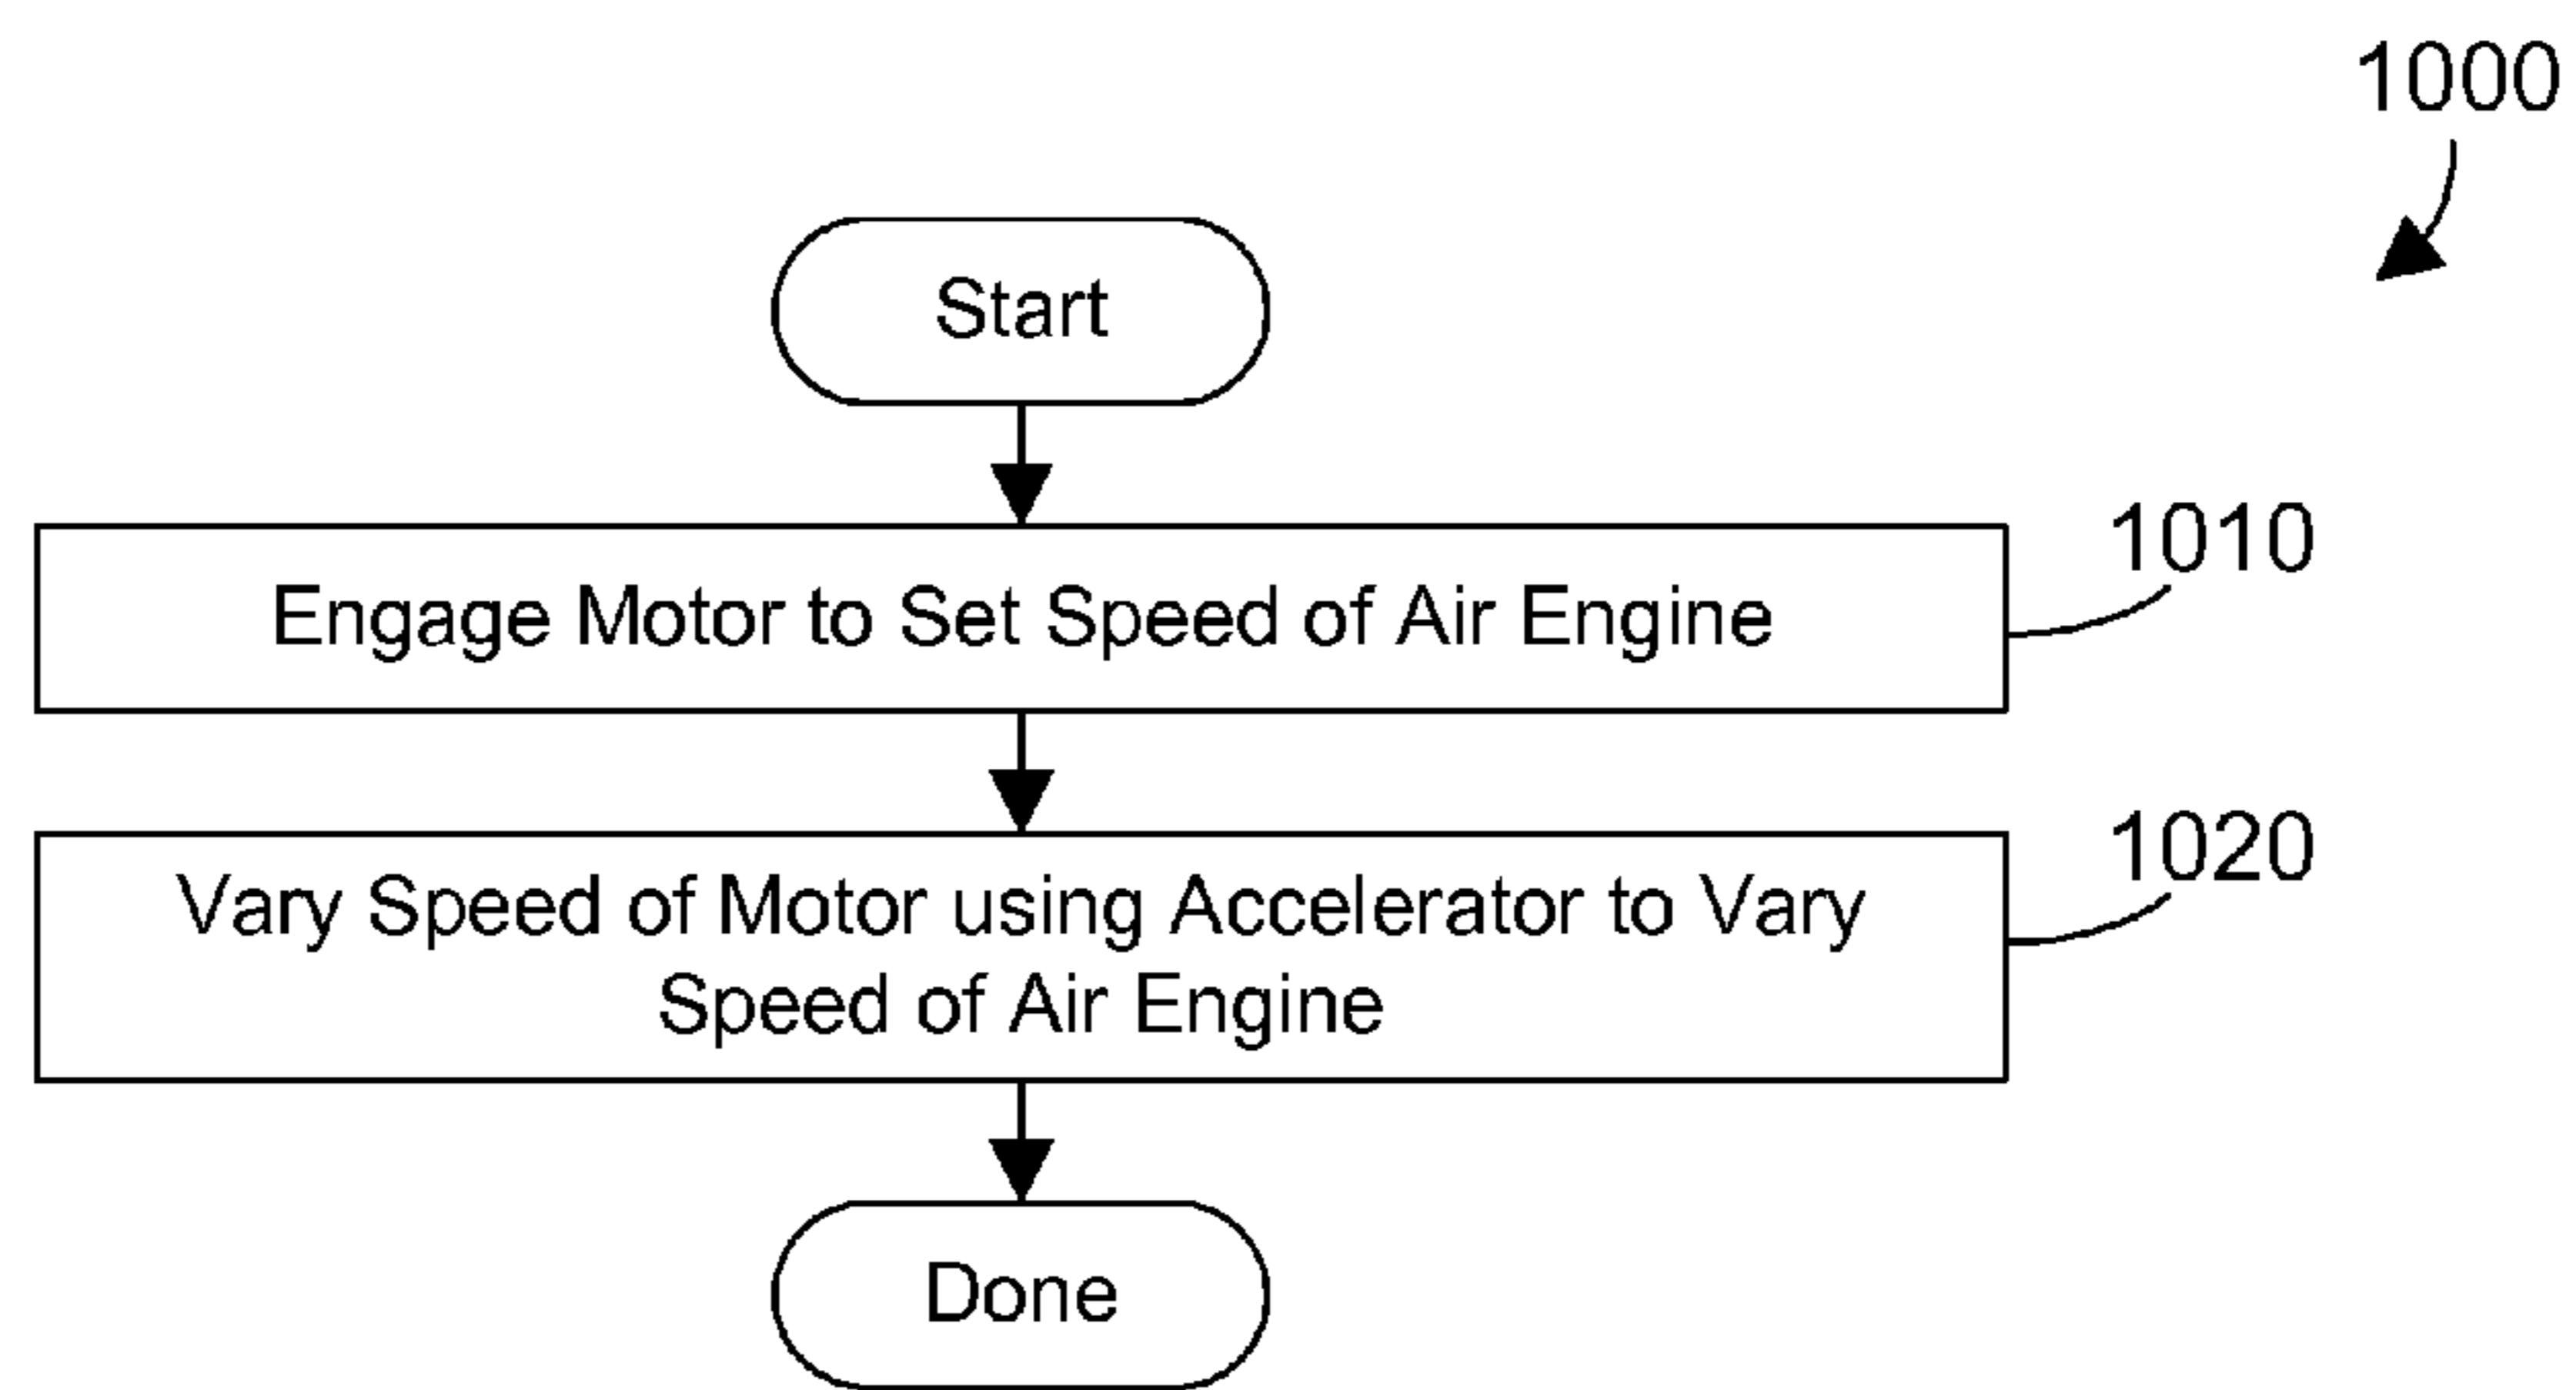 1000
Start
Engage Motor to Set Speed of Air Engine
1010
Vary Speed of Motor using Accelerator to Vary
Speed of Air Engine
1020
Done